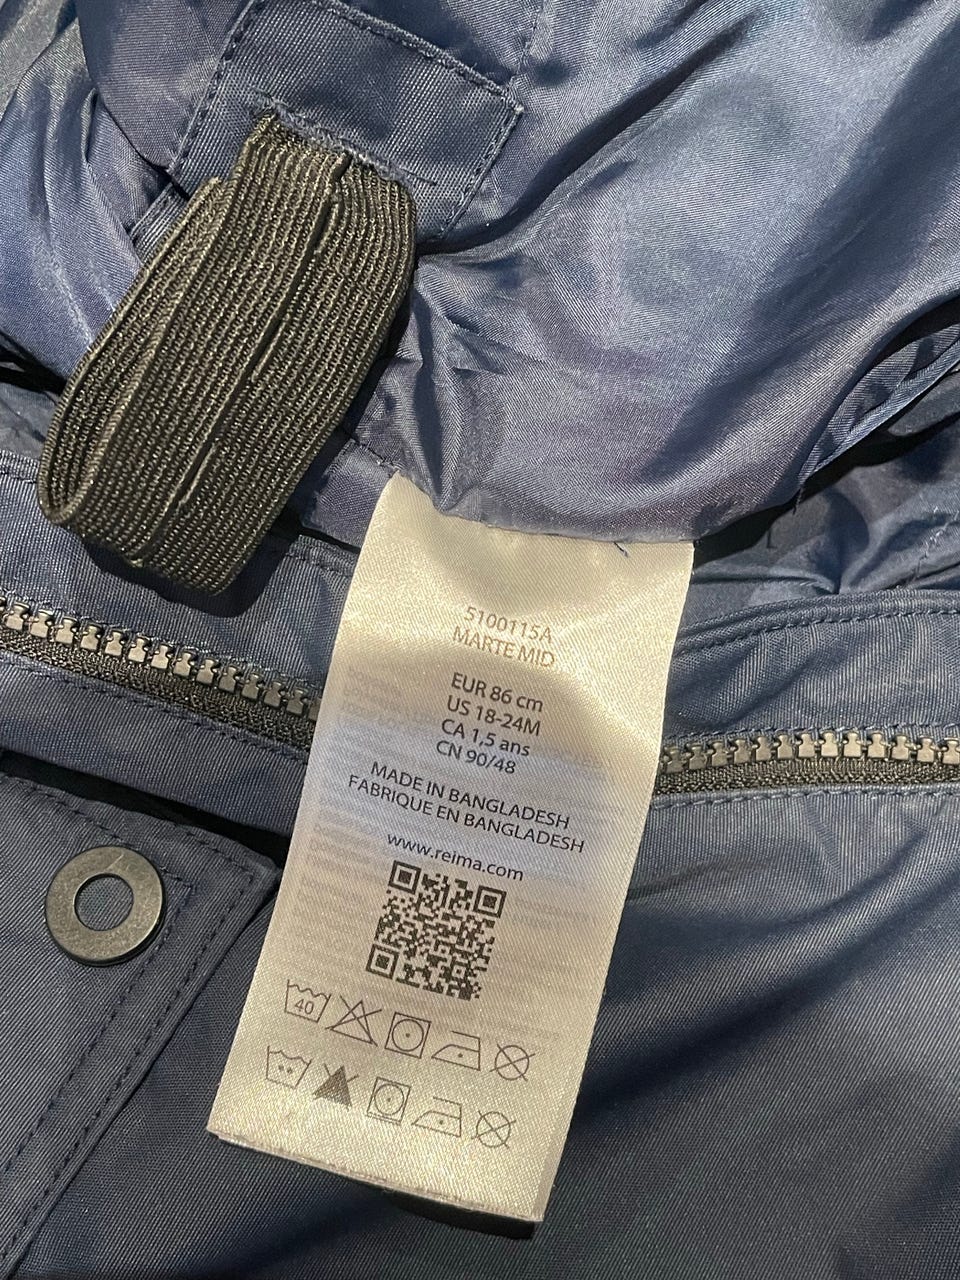 5100115A
MARTE MID
EUR 86 cm
US 18-24M
CA 1,5 ans
CN 90/48
MADE IN BANGLADESH
FABRIQUE EN BANGLADESH
www.reima.com
40